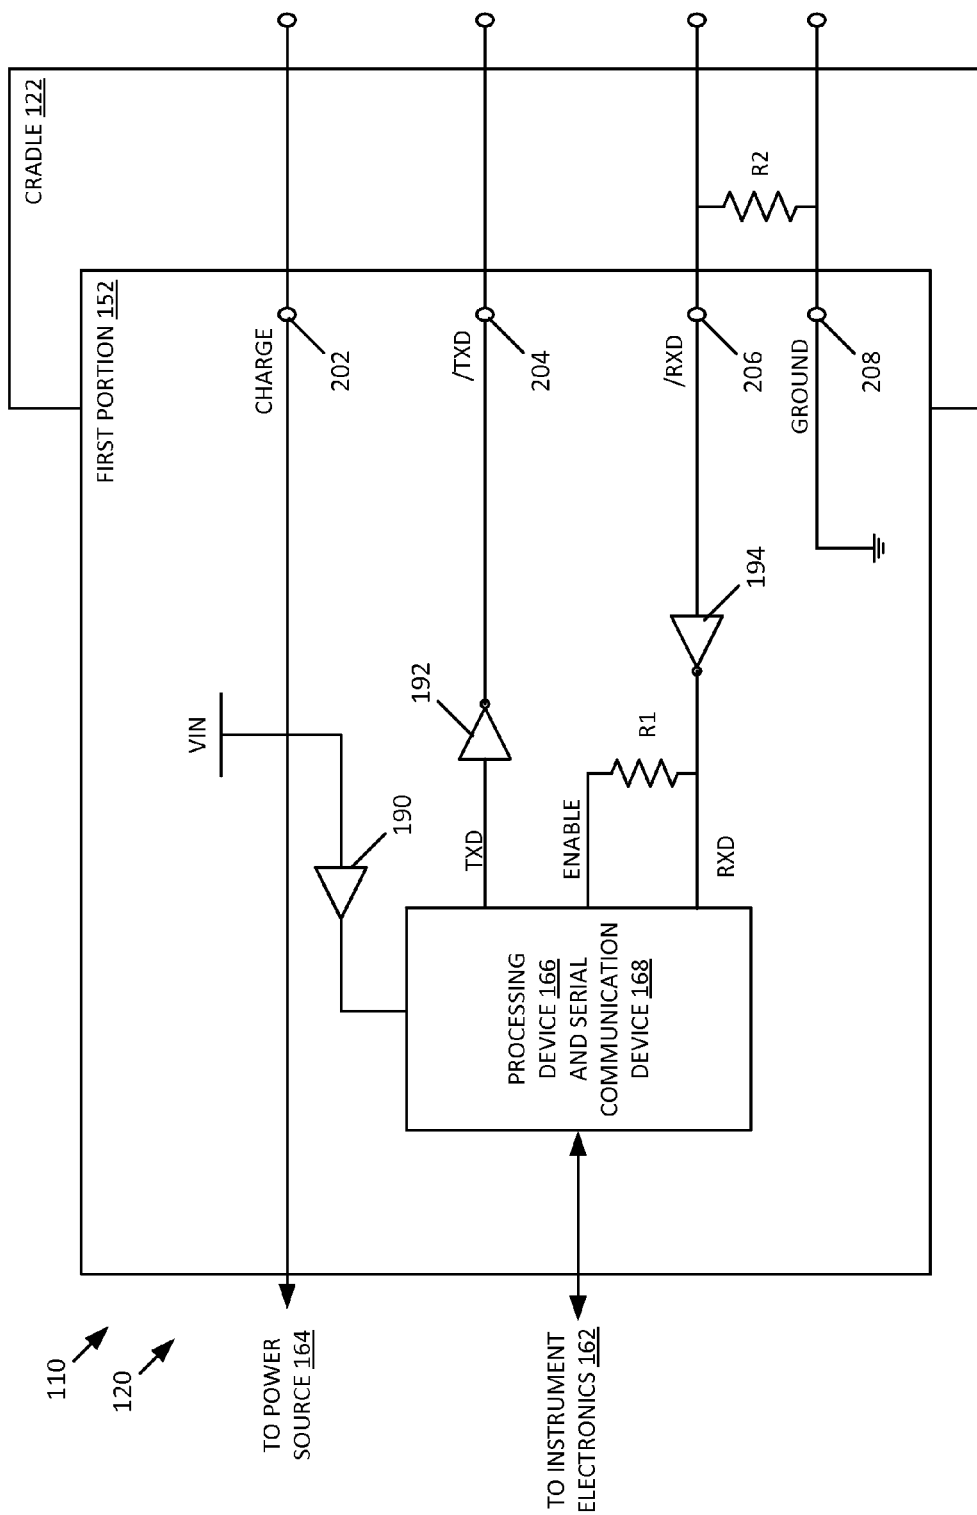 CRADLE 122
FIRST PORTION 152
CHARGE
202
/TXD
204
/RXD
206
GROUND
208
R2
VIN
190
192
194
TXD
ENABLE
R1
RXD
PROCESSING
DEVICE 166
AND SERIAL
COMMUNICATION
DEVICE 168
110
120
TO POWER
SOURCE 164
TO INSTRUMENT
ELECTRONICS 162